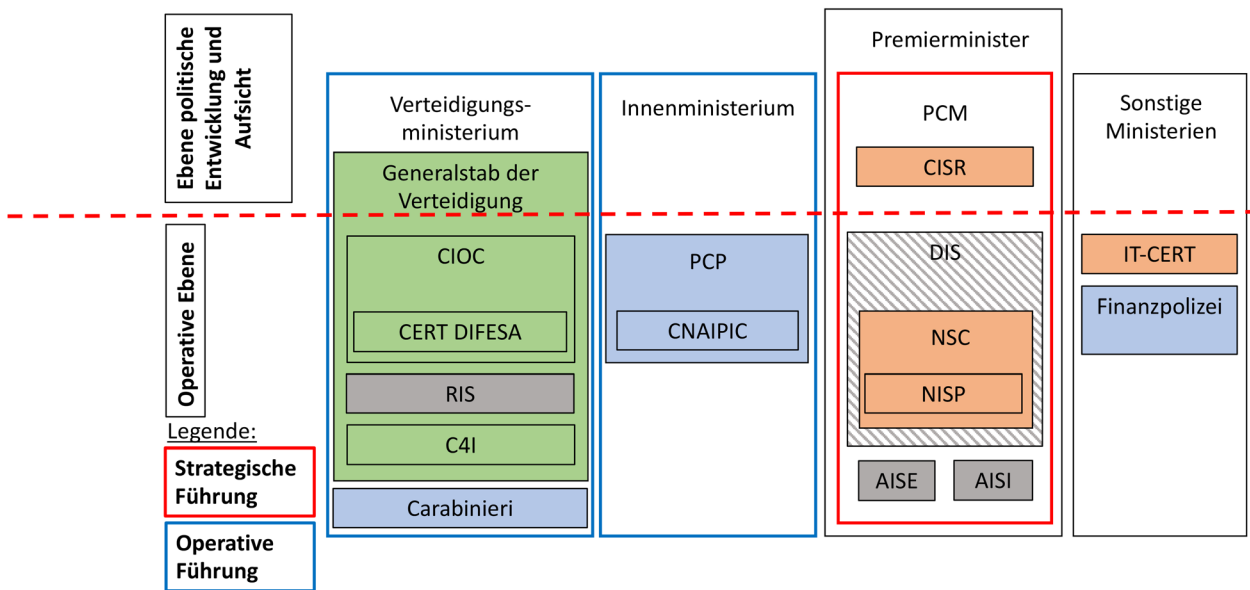 Ebene politische
Entwicklung und
Aufsicht
Operative Ebene
Legende:
Strategische
Führung
Operative
Führung
Verteidigungs-
ministerium
Generalstab der
Verteidigung
CIOC
CERT DIFESA
RIS
C4I
Carabinieri
Innenministerium
PCP
CNAIPIC
Premierminister
PCM
CISR
DIS
NSC
NISP
AISE
AISI
Sonstige
Ministerien
IT-CERT
Finanzpolizei